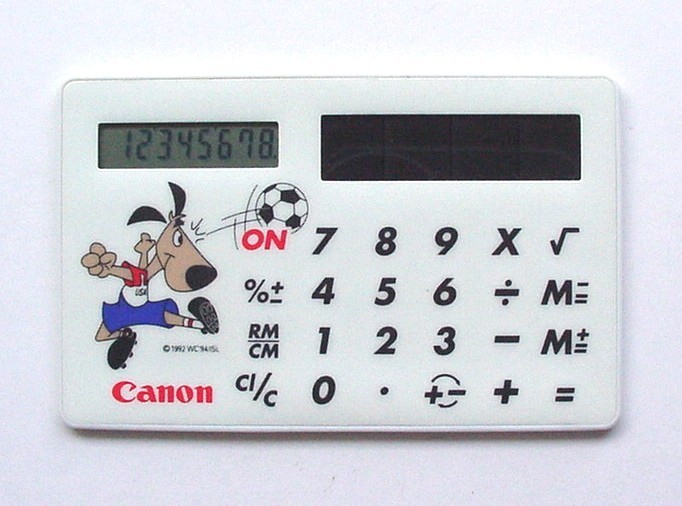 12345678.
ON 7 8 9 X √
%± 4 5 6 ÷ M=
USA
RM
CM 1 2 3 − M±
©1992 WC'94/ISL
Canon
CI/C 0 · +− + =